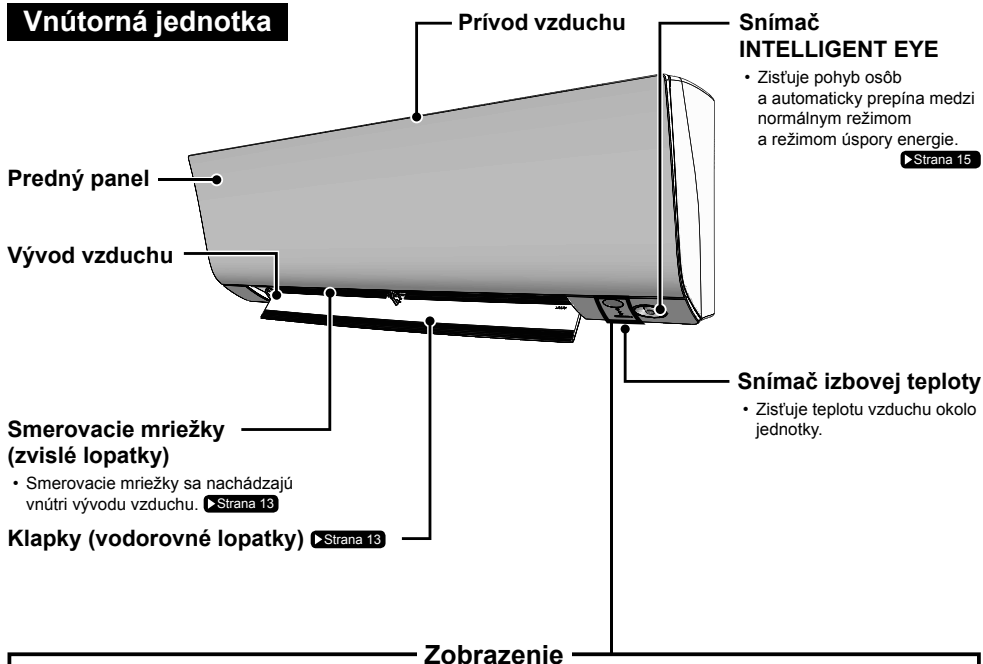 Vnútorná jednotka
Prívod vzduchu
Snímač
INTELLIGENT EYE
• Zisťuje pohyb osôb
a automaticky prepína medzi
normálnym režimom
a režimom úspory energie.
▶Strana 15
Predný panel
Vývod vzduchu
Snímač izbovej teploty
• Zisťuje teplotu vzduchu okolo
jednotky.
Smerovacie mriežky
(zvislé lopatky)
• Smerovacie mriežky sa nachádzajú
vnútri vývodu vzduchu. ▶Strana 13
Klapky (vodorovné lopatky) ▶Strana 13
Zobrazenie